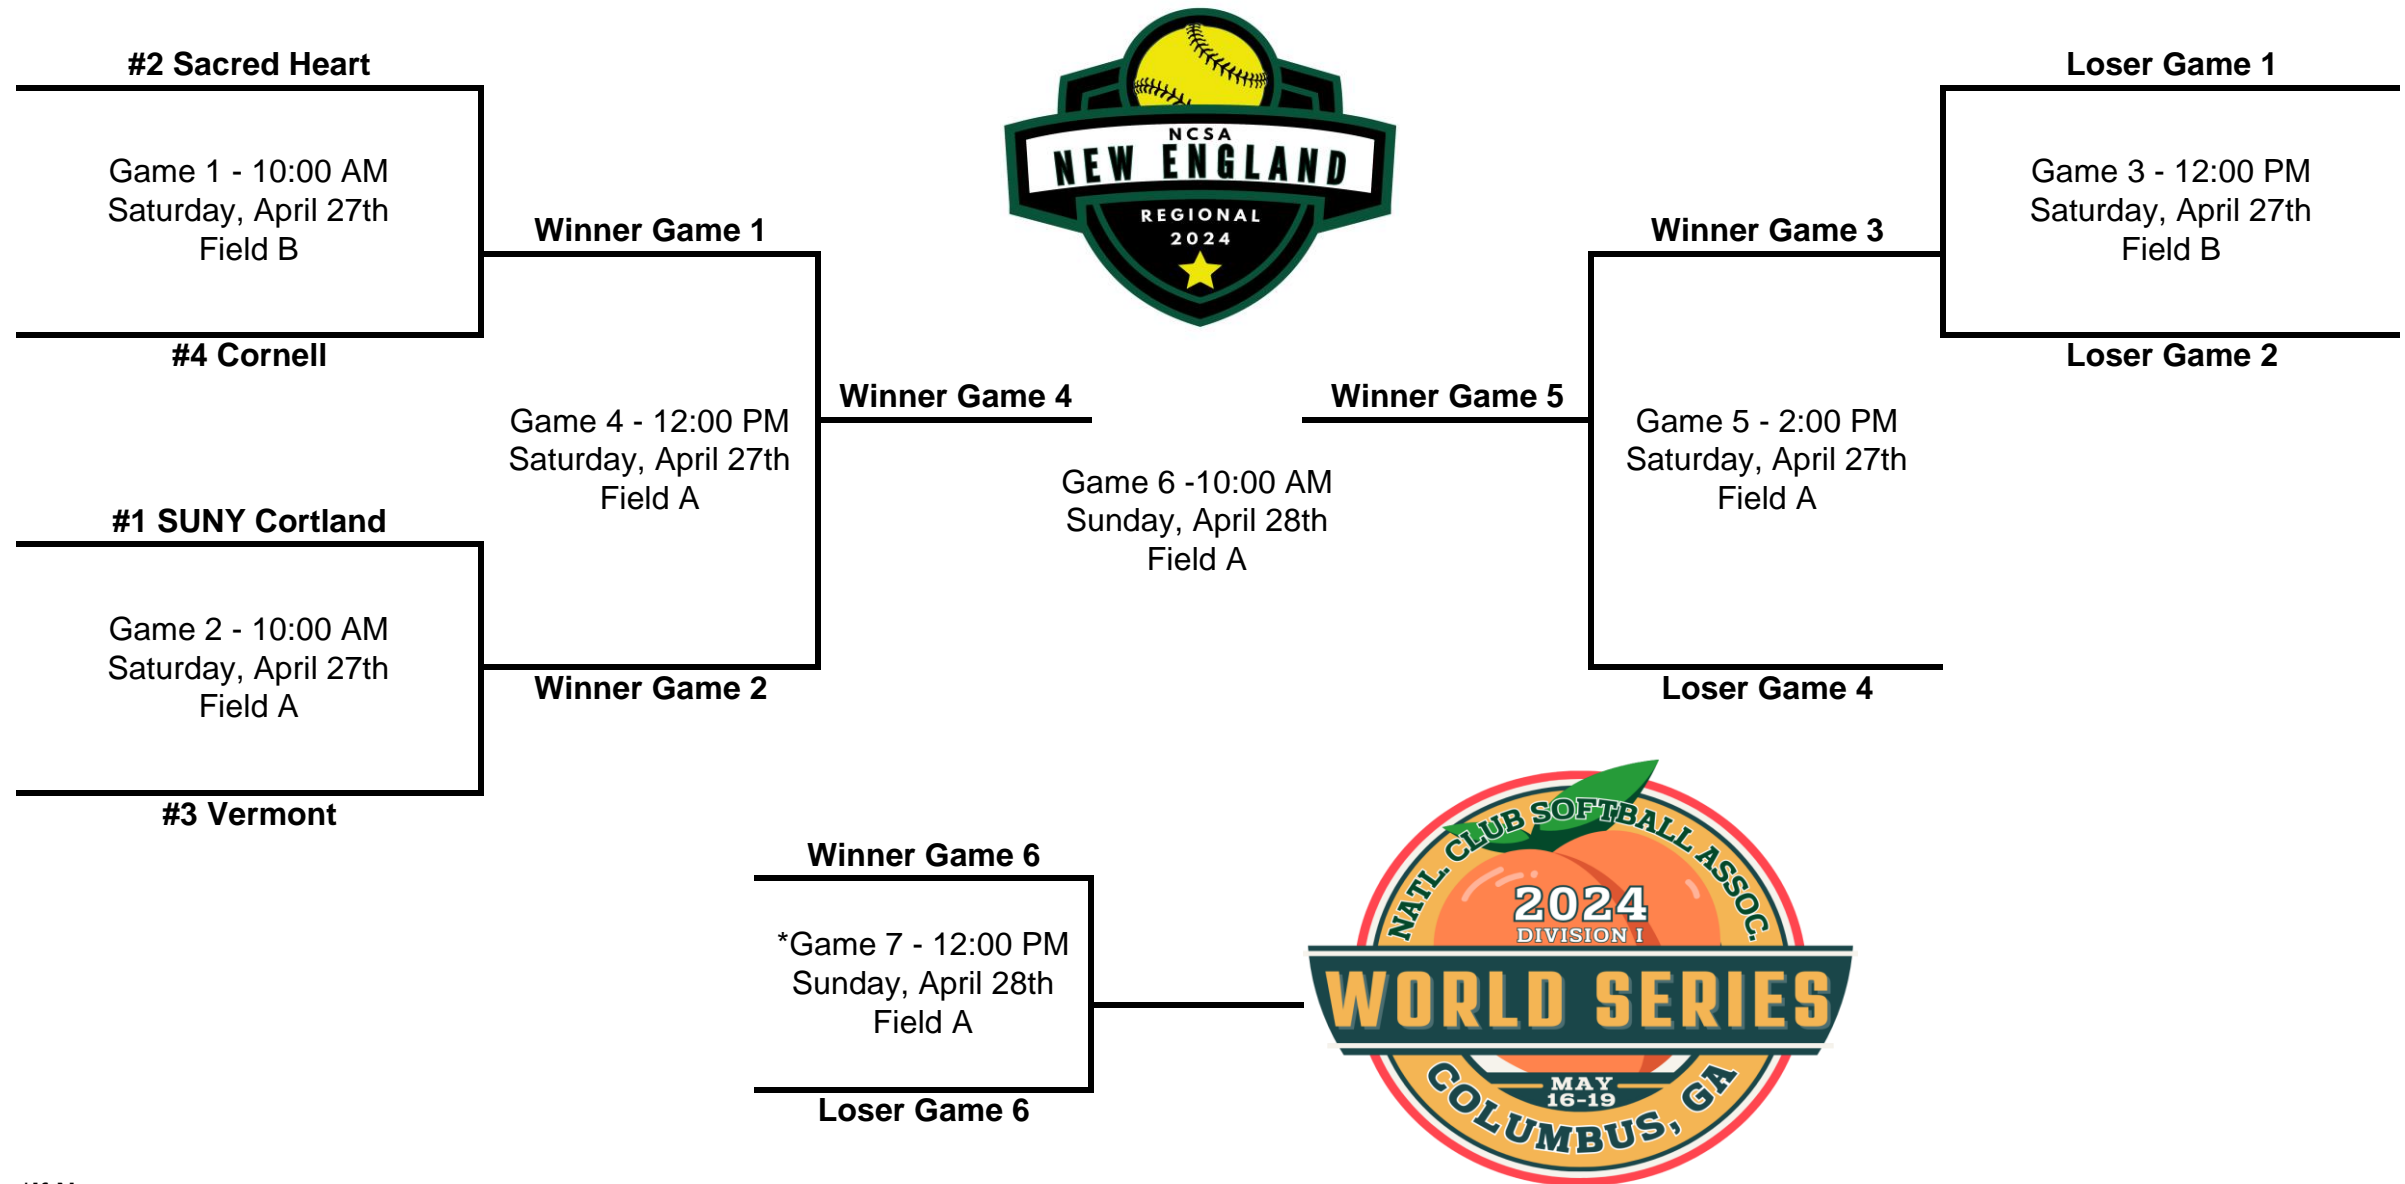 #2 Sacred Heart
Game 1 - 10:00 AM
Saturday, April 27th
Field B
#4 Cornell
#1 SUNY Cortland
Game 2 - 10:00 AM
Saturday, April 27th
Field A
#3 Vermont
Winner Game 1
Game 4 - 12:00 PM
Saturday, April 27th
Field A
Winner Game 2
Winner Game 4
NCSA
NEW ENGLAND
REGIONAL
2024
Game 6 -10:00 AM
Sunday, April 28th
Field A
Winner Game 5
Winner Game 3
Game 5 - 2:00 PM
Saturday, April 27th
Field A
Loser Game 4
Loser Game 1
Game 3 - 12:00 PM
Saturday, April 27th
Field B
Loser Game 2
Winner Game 6
*Game 7 - 12:00 PM
Sunday, April 28th
Field A
Loser Game 6
NATL. CLUB SOFTBALL ASSOC.
2024
DIVISION I
WORLD SERIES
MAY
16-19
COLUMBUS, GA